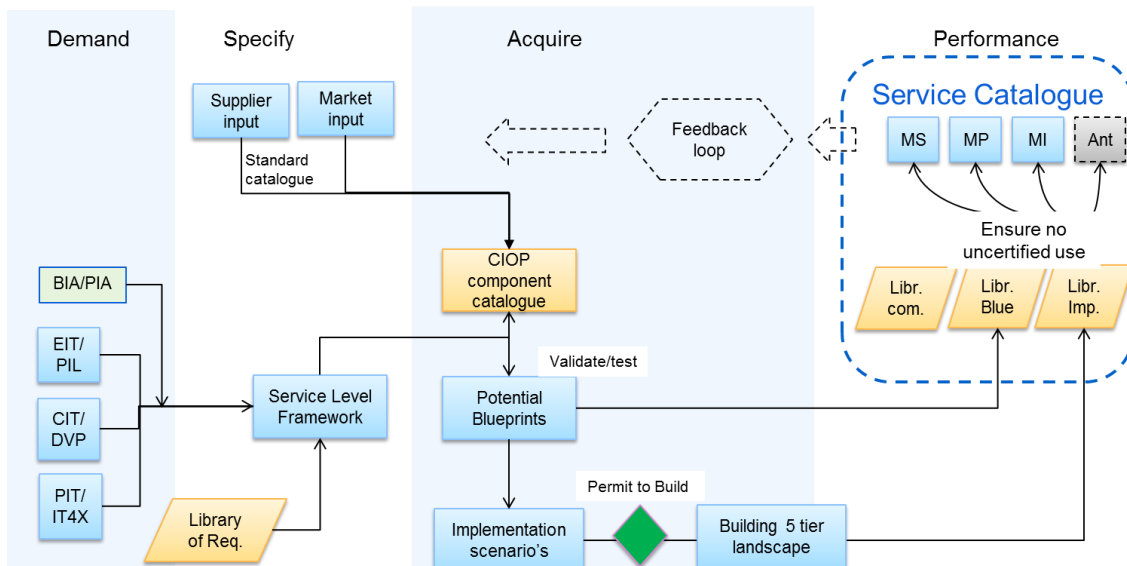 Demand
Specify
Acquire
Performance
Supplier
input
Market
input
Standard
catalogue
Feedback
loop
Service Catalogue
MS
MP
MI
Ant
Ensure no
uncertified use
CIOP
component
catalogue
BIA/PIA
Libr.
com.
Libr.
Blue
Libr.
Imp.
EIT/
PIL
Validate/test
CIT/
DVP
Service Level
Framework
Potential
Blueprints
PIT/
IT4X
Library
of Req.
Permit to Build
Implementation
scenario's
Building 5 tier
landscape